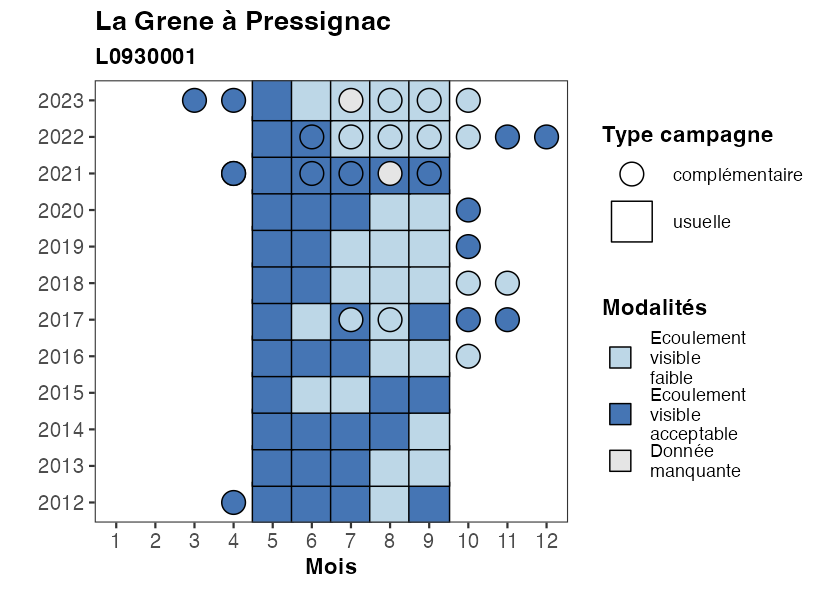 La Grene à Pressignac
L0930001
2023
2022
2021
2020
2019
2018
2017
2016
2015
2014
2013
2012
1 2 3 4 5 6 7 8 9 10 11 12
Mois
Type campagne
complémentaire
usuelle
Modalités
Ecoulement
visible
faible
Ecoulement
visible
acceptable
Donnée
manquante